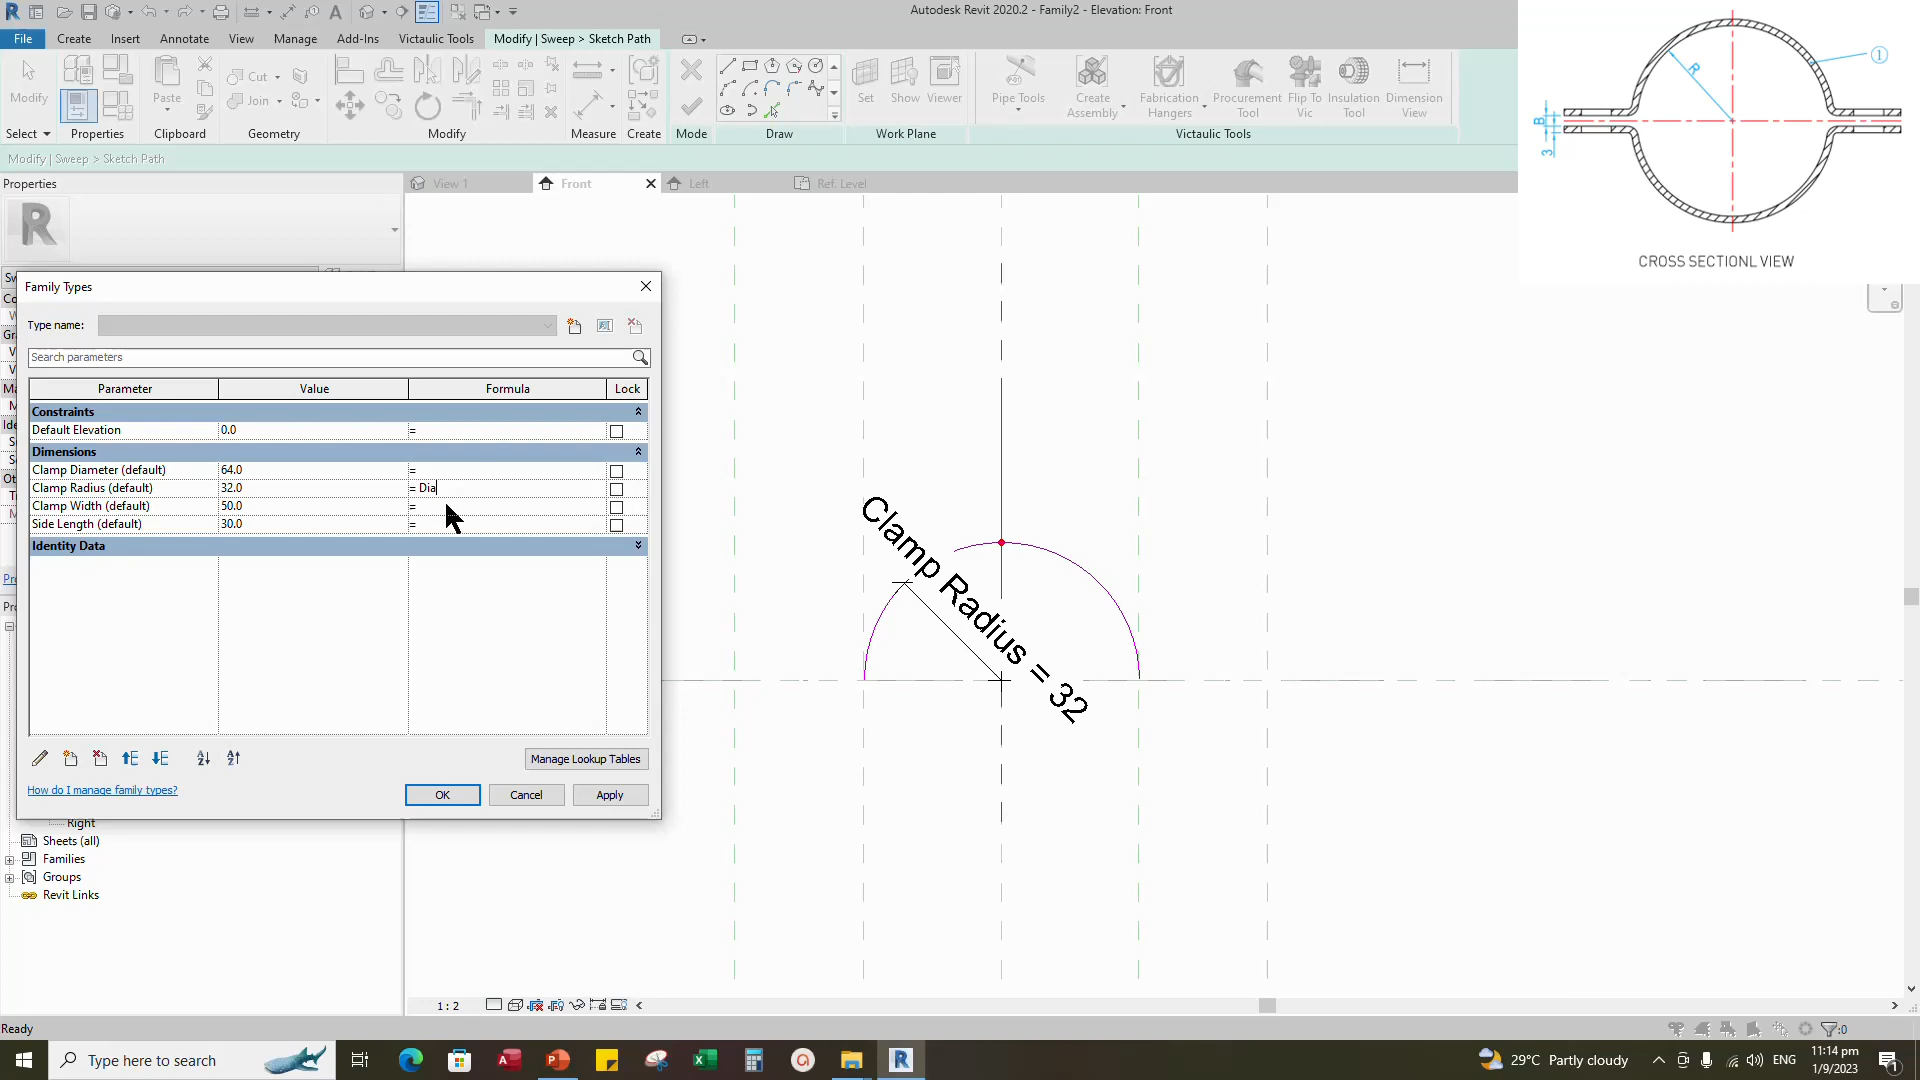 Autodesk Revit 2020.2 - Family2 - Elevation: Front
File Create Insert Annotate View Manage Add-Ins Victaulic Tools Modify | Sweep > Sketch Path
Modify Paste Cut Join Set Show Viewer Pipe Tools Create Assembly Fabrication Hangers Procurement Tool Flip To Vic Insulation Tool Dimension View
Select Properties Clipboard Geometry Modify Measure Create Mode Draw Work Plane Victaulic Tools
Modify | Sweep > Sketch Path
Properties
View 1 Front Left Ref. Level
R
B
3
1
CROSS SECTIONL VIEW
Family Types
Type name:
Search parameters
Parameter Value Formula Lock
Constraints
Default Elevation 0.0 =
Dimensions
Clamp Diameter (default) 64.0 =
Clamp Radius (default) 32.0 = Dia
Clamp Width (default) 50.0 =
Side Length (default) 30.0 =
Identity Data
Manage Lookup Tables
How do I manage family types?
OK Cancel Apply
Clamp Radius = 32
Right
Sheets (all)
Families
Groups
Revit Links
1 : 2
Ready
:0
Type here to search
29°C Partly cloudy
ENG
11:14 pm
1/9/2023